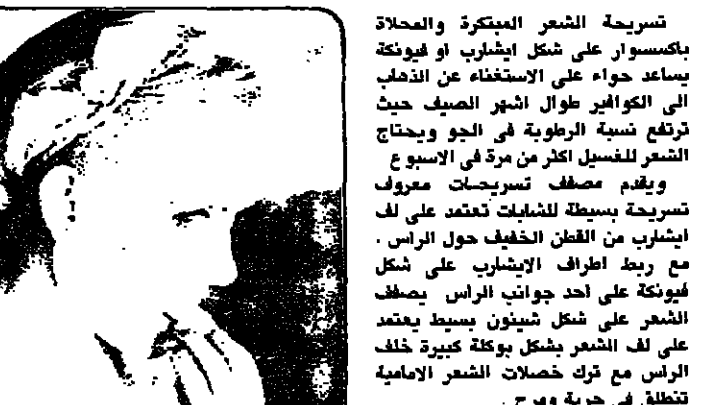 تسريحة الشعر المبتكرة والمحلاة
باكسسوار على شكل ايشارب او فيونكة
يساعد حواء على الاستغناء عن الذهاب
الى الكوافير طوال اشهر الصيف حيث
ترتفع نسبة الرطوبة فى الجو ويحتاج
الشعر للغسيل اكثر من مرة فى الاسبوع
ويقدم مصفف تسريحات معروف
تسريحة بسيطة للشابات تعتمد على لف
ايشارب من القطن الخفيف حول الراس .
مع ربط اطراف الايشارب على شكل
فيونكة على احد جوانب الراس يصفف
الشعر على شكل شينون بسيط يعتمد
على لف الشعر بشكل بوكلة كبيرة خلف
الراس مع ترك خصلات الشعر الامامية
تنطلق فى حرية ومرح .